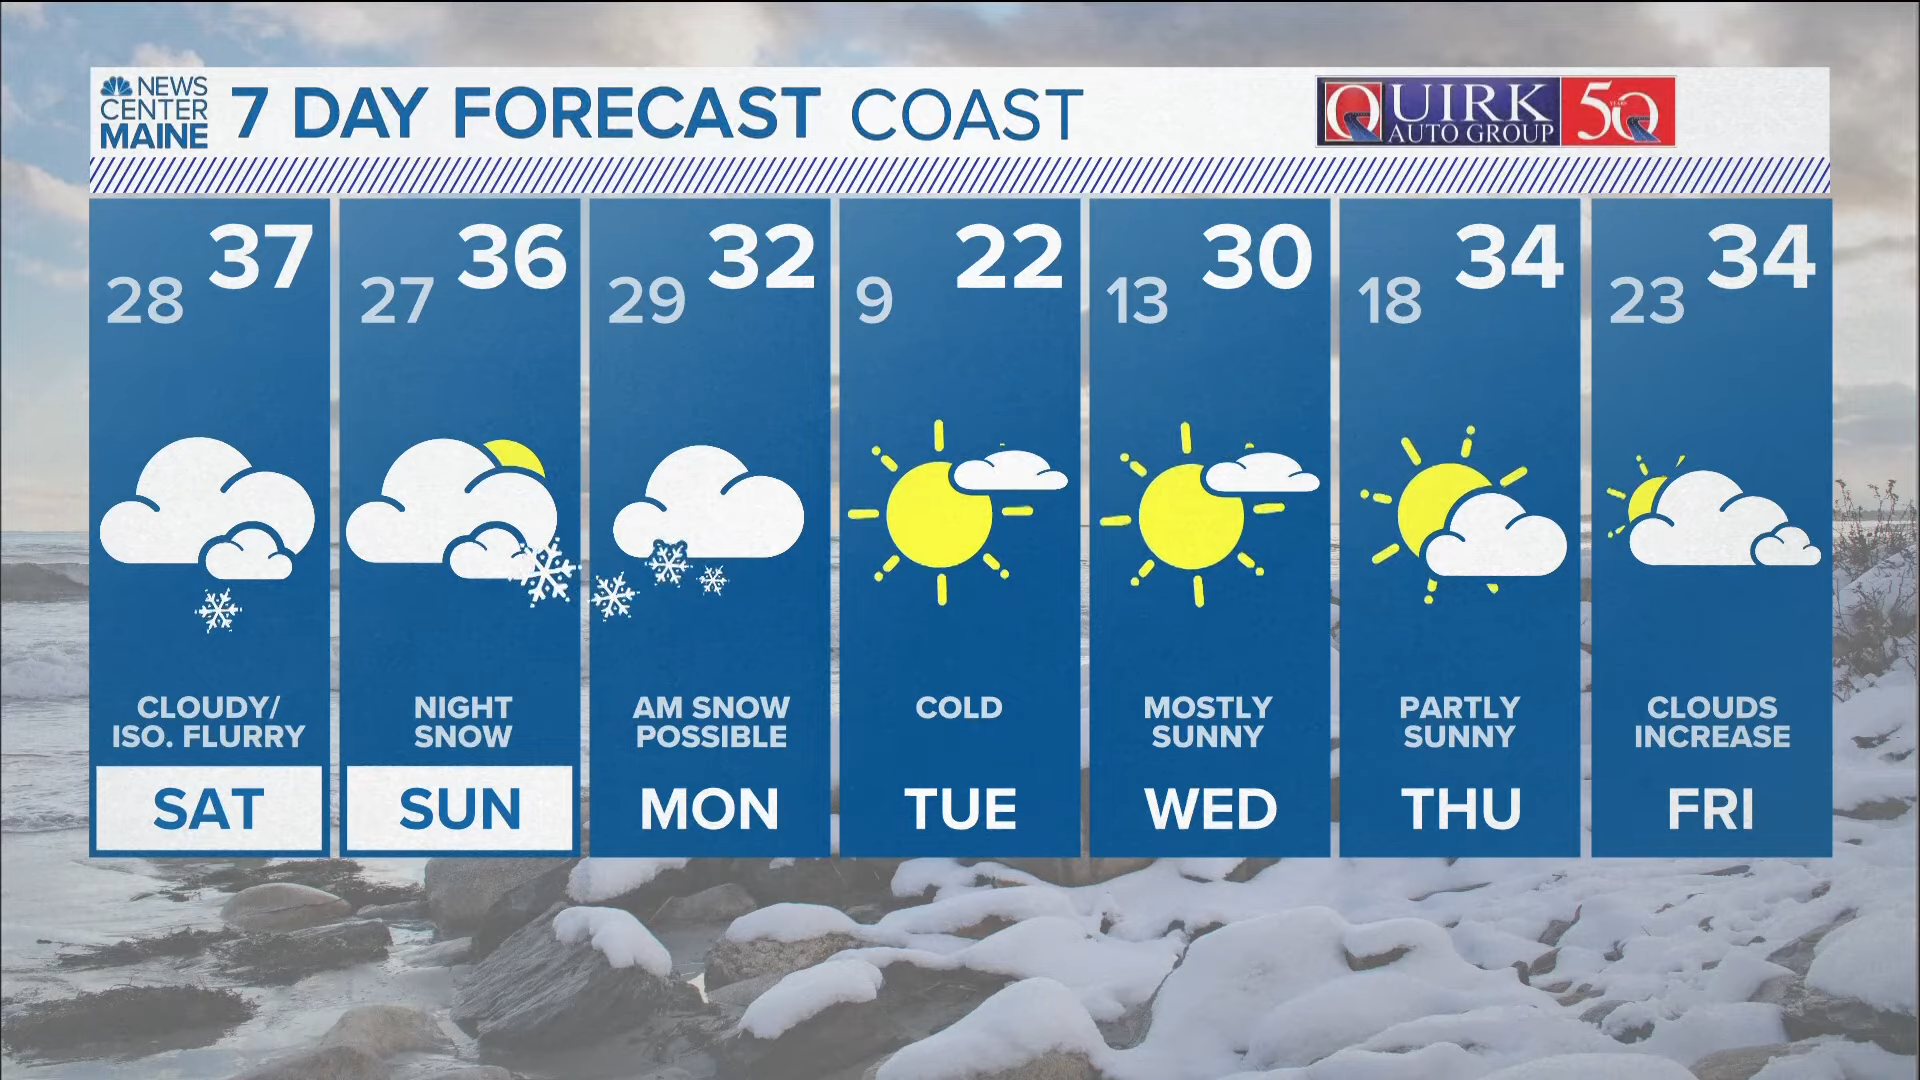 NEWS
CENTER
MAINE
7 DAY FORECAST COAST
QUIRK
AUTO GROUP
50
YEARS
28 37
27 36
29 32
9 22
13 30
18 34
23 34
CLOUDY/
ISO. FLURRY
NIGHT
SNOW
AM SNOW
POSSIBLE
COLD
MOSTLY
SUNNY
PARTLY
SUNNY
CLOUDS
INCREASE
SAT
SUN
MON
TUE
WED
THU
FRI